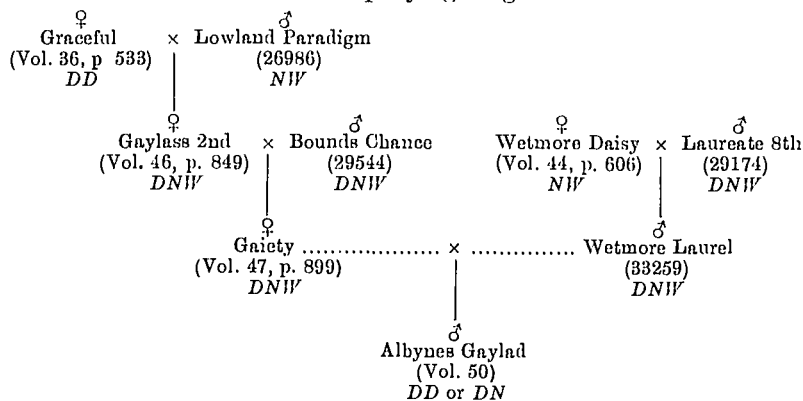 ♀ ♂
Graceful × Lowland Paradigm
(Vol. 36, p 533) (26986)
DD NW
♀ ♂ ♀ ♂
Gaylass 2nd × Bounds Chance Wetmore Daisy × Laureate 8th
(Vol. 46, p. 849) (29544) (Vol. 44, p. 606) (29174)
DNW DNW NW DNW
♀ ♂
Gaiety .................... × ............... Wetmore Laurel
(Vol. 47, p. 899) (33259)
DNW DNW
♂
Albynes Gaylad
(Vol. 50)
DD or DN